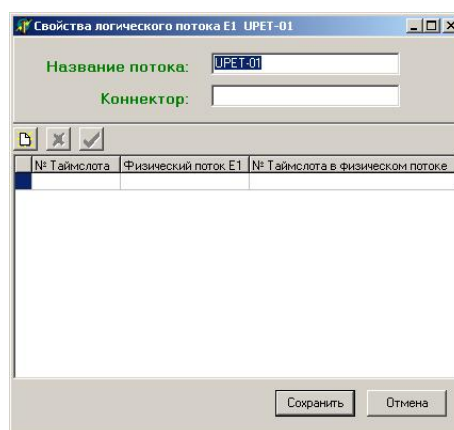 Свойства логического потока E1 UPET-01
Название потока: UPET-01
Коннектор:
№ Таймслота Физический поток E1 № Таймслота в физическом потоке
Сохранить Отмена